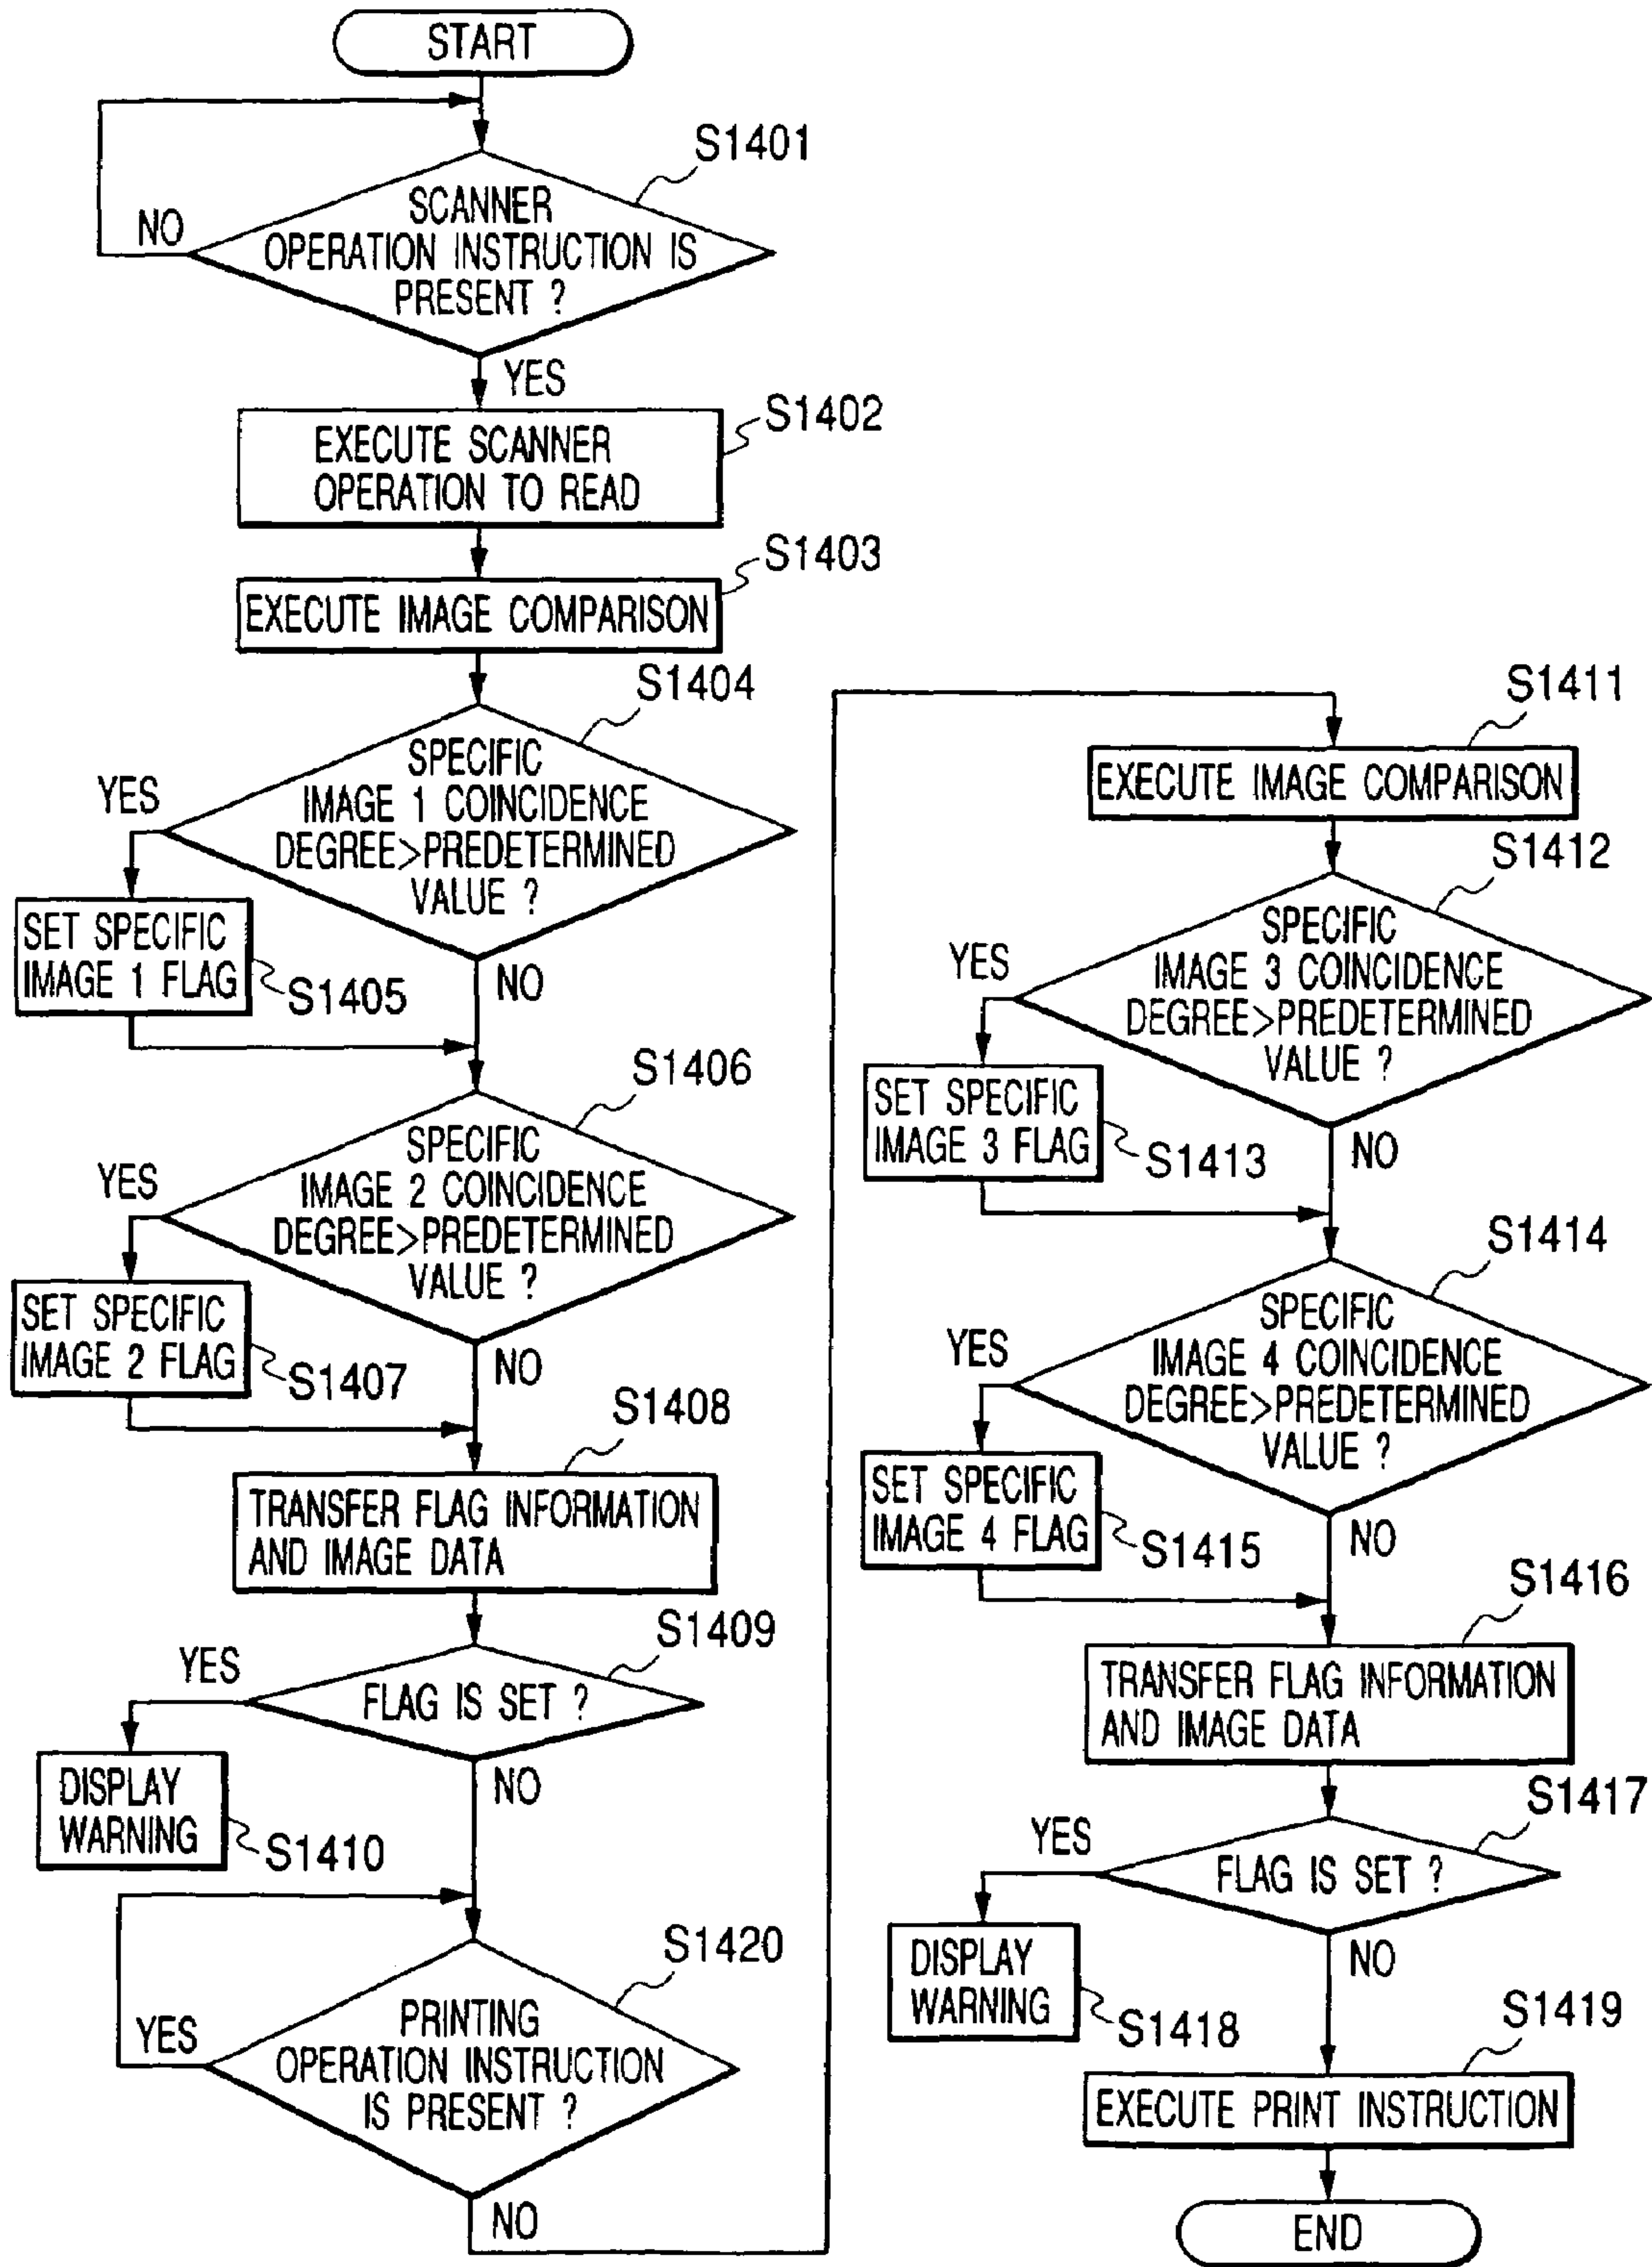 START
S1401
SCANNER
OPERATION INSTRUCTION IS
PRESENT ?
NO
YES
S1402
EXECUTE SCANNER
OPERATION TO READ
S1403
EXECUTE IMAGE COMPARISON
S1404
SPECIFIC
IMAGE 1 COINCIDENCE
DEGREE>PREDETERMINED
VALUE ?
YES
NO
SET SPECIFIC
IMAGE 1 FLAG
S1405
S1406
SPECIFIC
IMAGE 2 COINCIDENCE
DEGREE>PREDETERMINED
VALUE ?
YES
NO
SET SPECIFIC
IMAGE 2 FLAG
S1407
S1408
TRANSFER FLAG INFORMATION
AND IMAGE DATA
S1409
YES
FLAG IS SET ?
NO
DISPLAY
WARNING
S1410
S1420
PRINTING
OPERATION INSTRUCTION
IS PRESENT ?
YES
NO
S1411
EXECUTE IMAGE COMPARISON
S1412
SPECIFIC
IMAGE 3 COINCIDENCE
DEGREE>PREDETERMINED
VALUE ?
YES
NO
SET SPECIFIC
IMAGE 3 FLAG
S1413
S1414
SPECIFIC
IMAGE 4 COINCIDENCE
DEGREE>PREDETERMINED
VALUE ?
YES
NO
SET SPECIFIC
IMAGE 4 FLAG
S1415
S1416
TRANSFER FLAG INFORMATION
AND IMAGE DATA
S1417
YES
FLAG IS SET ?
NO
DISPLAY
WARNING
S1418
S1419
EXECUTE PRINT INSTRUCTION
END